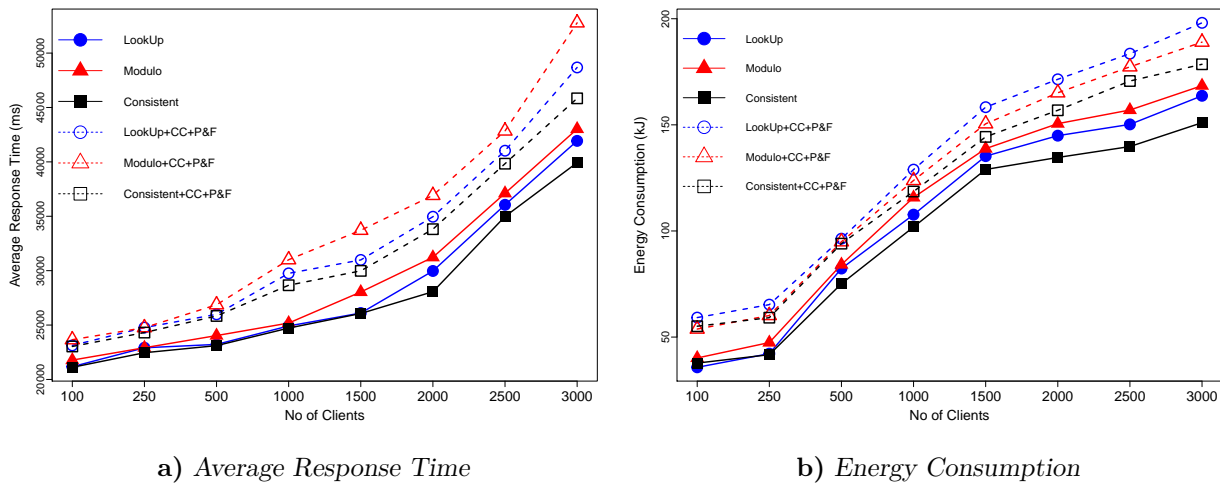 LookUp
Modulo
Consistent
LookUp+CC+P&F
Modulo+CC+P&F
Consistent+CC+P&F
Average Response Time (ms)
20000 25000 30000 35000 40000 45000 50000
100 250 500 1000 1500 2000 2500 3000
No of Clients
a) Average Response Time
LookUp
Modulo
Consistent
LookUp+CC+P&F
Modulo+CC+P&F
Consistent+CC+P&F
Energy Consumption (kJ)
50 100 150 200
100 250 500 1000 1500 2000 2500 3000
No of Clients
b) Energy Consumption